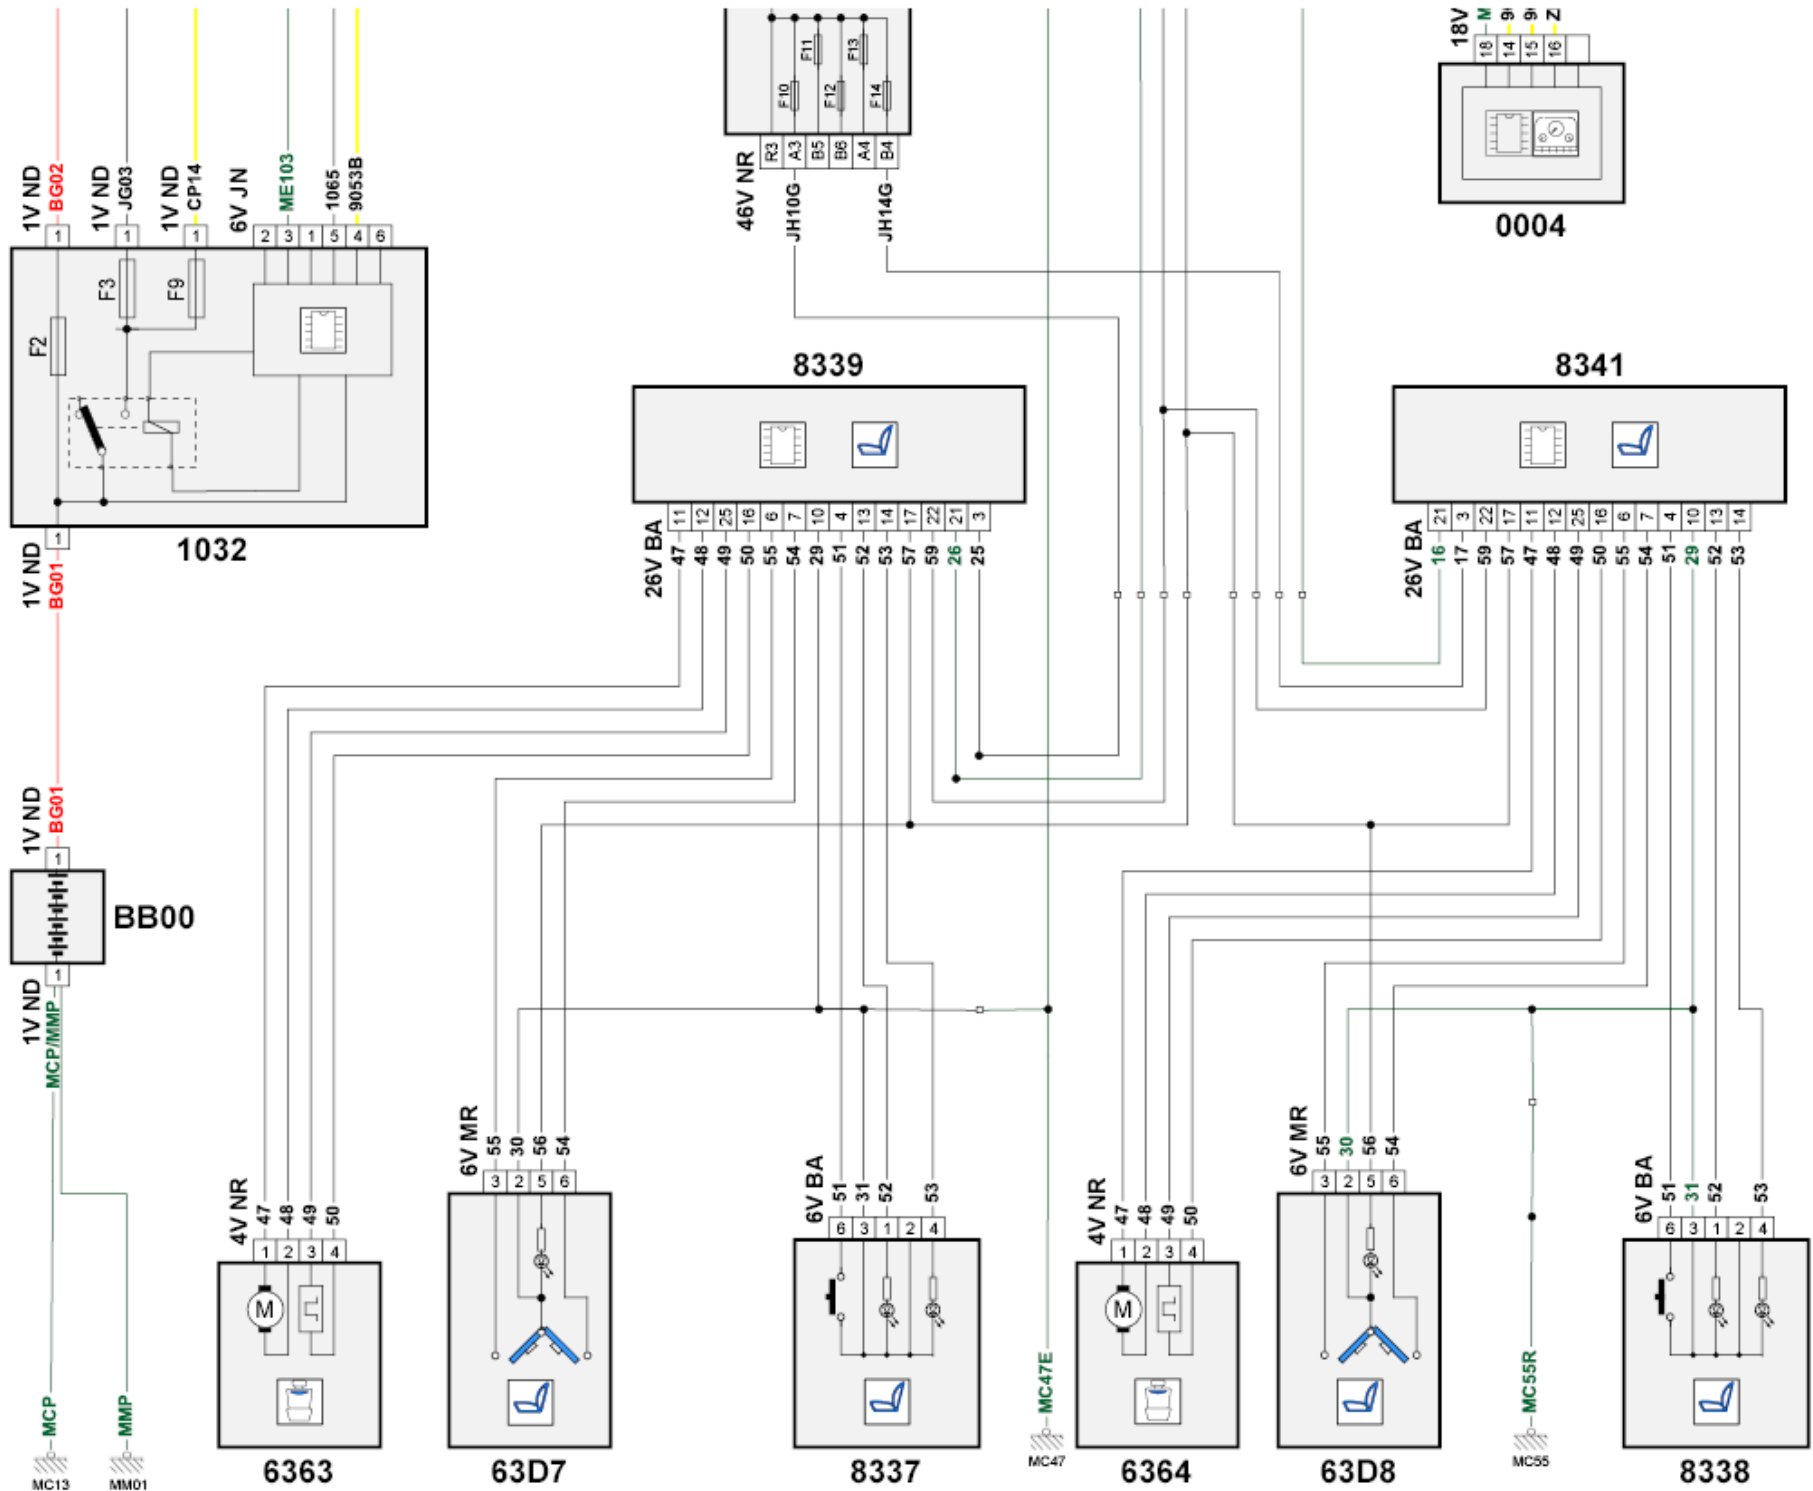 18V
M
18 14 15 16
0004
F11 F13
F10 F12 F14
R3 A3 B5 B6 A4 B4
46V NR
JH10G JH14G
1V ND BG02
1V ND JG03
1V ND CP14
6V JN ME103 1065 9053B
1 1 1 2 3 1 5 4 6
F2 F3 F9
1
1032
1V ND BG01
8339
26V BA
11 12 25 16 6 7 10 4 13 14 17 22 21 3
47 48 49 50 55 54 29 51 52 53 57 59 26 25
8341
26V BA
21 3 22 17 11 12 25 16 6 7 4 10 13 14
16 17 59 57 47 48 49 50 55 54 51 29 52 53
1V ND BG01
1
BB00
1
1V ND MCP/MMP
MCP MMP
MC13 MM01
4V NR
47 48 49 50
1 2 3 4
M
6363
6V MR
55 30 56 54
3 2 5 6
63D7
6V BA
51 31 52 53
6 3 1 2 4
8337
MC47E
MC47
4V NR
47 48 49 50
1 2 3 4
M
6364
6V MR
55 30 56 54
3 2 5 6
63D8
MC55R
MC55
6V BA
51 31 52 53
6 3 1 2 4
8338